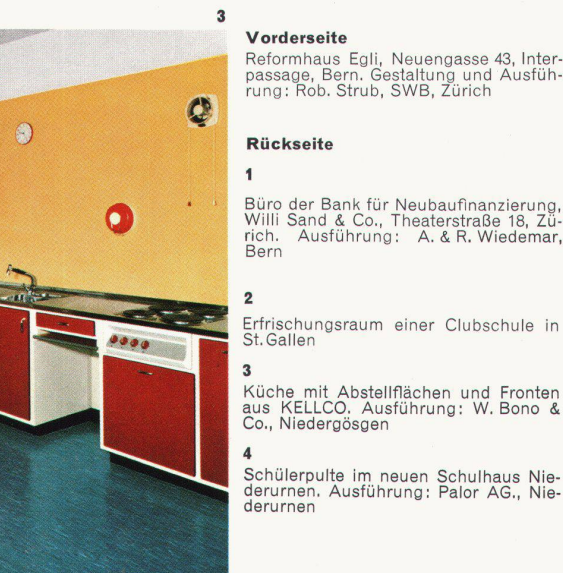 3
Vorderseite
Reformhaus Egli, Neuengasse 43, Inter-
passage, Bern. Gestaltung und Ausfüh-
rung: Rob. Strub, SWB, Zürich
Rückseite
1
Büro der Bank für Neubaufinanzierung,
Willi Sand & Co., Theaterstraße 18, Zü-
rich. Ausführung: A. & R. Wiedemar,
Bern
2
Erfrischungsraum einer Clubschule in
St. Gallen
3
Küche mit Abstellflächen und Fronten
aus KELLCO. Ausführung: W. Bono &
Co., Niedergösgen
4
Schülerpulte im neuen Schulhaus Nie-
derurnen. Ausführung: Palor AG., Nie-
derurnen